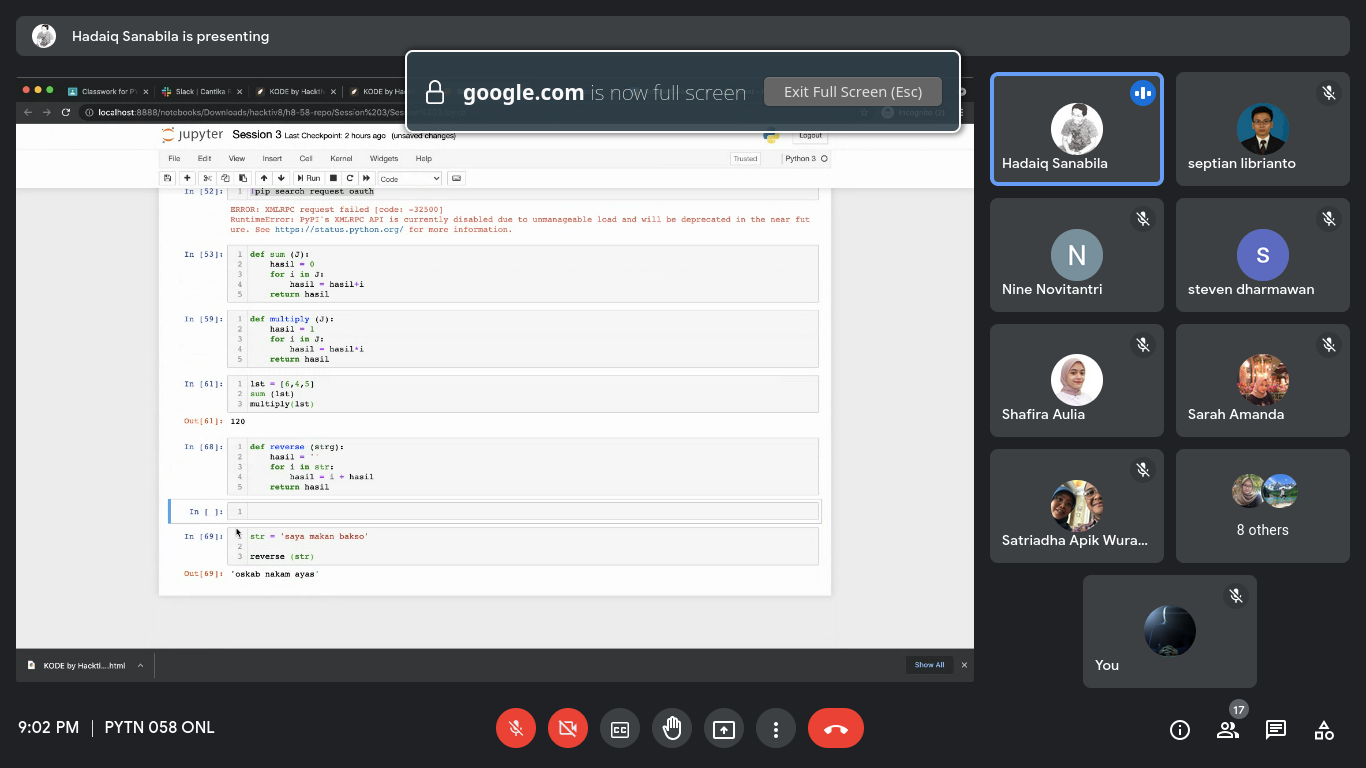 Hadaiq Sanabila is presenting
google.com is now full screen
Exit Full Screen (Esc)
Classwork for P
Slack | Cantika R
KODE by Hackti
KODE by Hac
localhost:8888/notebooks/Downloads/hacktiv8/h8-58-repo/Session%203/Ses
Incognito (3)
jupyter Session 3 Last Checkpoint: 2 hours ago (unsaved changes)
Logout
File Edit View Insert Cell Kernel Widgets Help
Trusted
Python 3
Run
Code
In [52]: 1 !pip search request oauth
ERROR: XMLRPC request failed [code: -32500]
RuntimeError: PyPI's XMLRPC API is currently disabled due to unmanageable load and will be deprecated in the near fut
ure. See https://status.python.org/ for more information.
In [53]: 1 def sum (J):
2 hasil = 0
3 for i in J:
4 hasil = hasil+i
5 return hasil
In [59]: 1 def multiply (J):
2 hasil = 1
3 for i in J:
4 hasil = hasil*i
5 return hasil
In [61]: 1 lst = [6,4,5]
2 sum (lst)
3 multiply(lst)
Out[61]: 120
In [68]: 1 def reverse (strg):
2 hasil = ''
3 for i in str:
4 hasil = i + hasil
5 return hasil
In [ ]: 1
In [69]: 1 str = 'saya makan bakso'
2
3 reverse (str)
Out[69]: 'oskab nakam ayas'
KODE by Hackti....html
Show All
Hadaiq Sanabila
septian librianto
N
Nine Novitantri
s
steven dharmawan
Shafira Aulia
Sarah Amanda
Satriadha Apik Wura...
8 others
You
9:02 PM | PYTN 058 ONL
CC
17